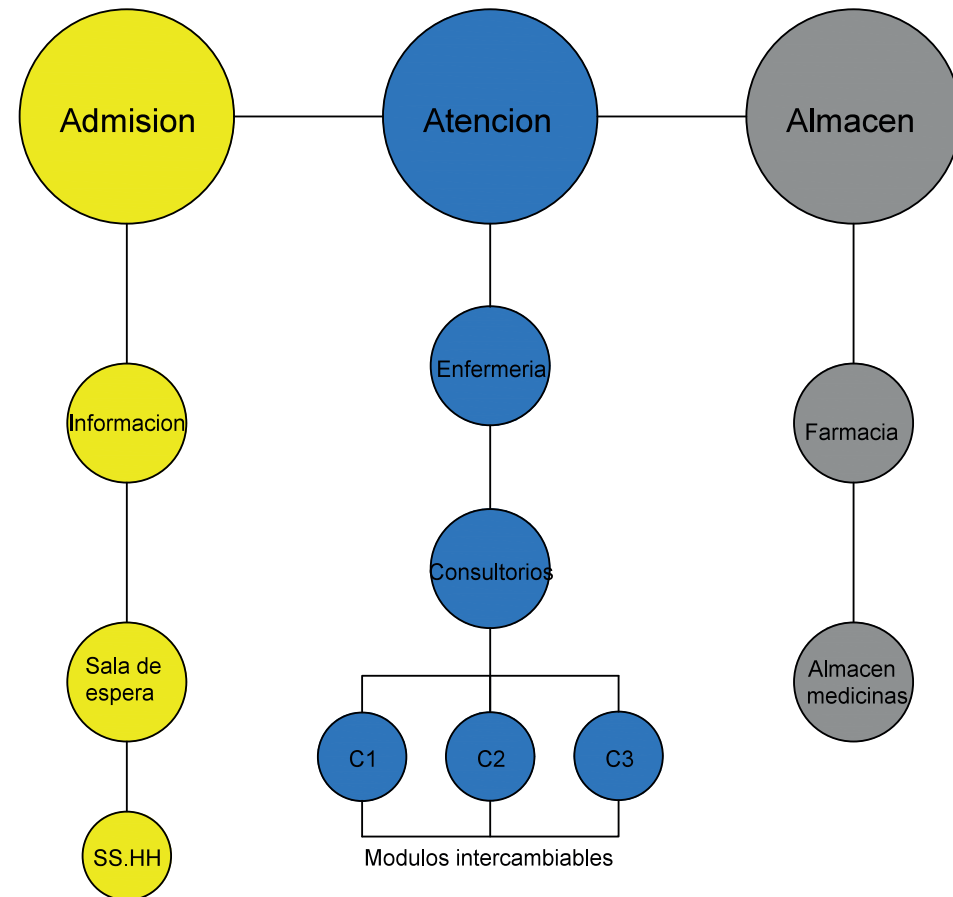 Admision
Atencion
Almacen
Enfermeria
Informacion
Farmacia
Consultorios
Sala de
espera
Almacen
medicinas
C1
C2
C3
SS.HH
Modulos intercambiables